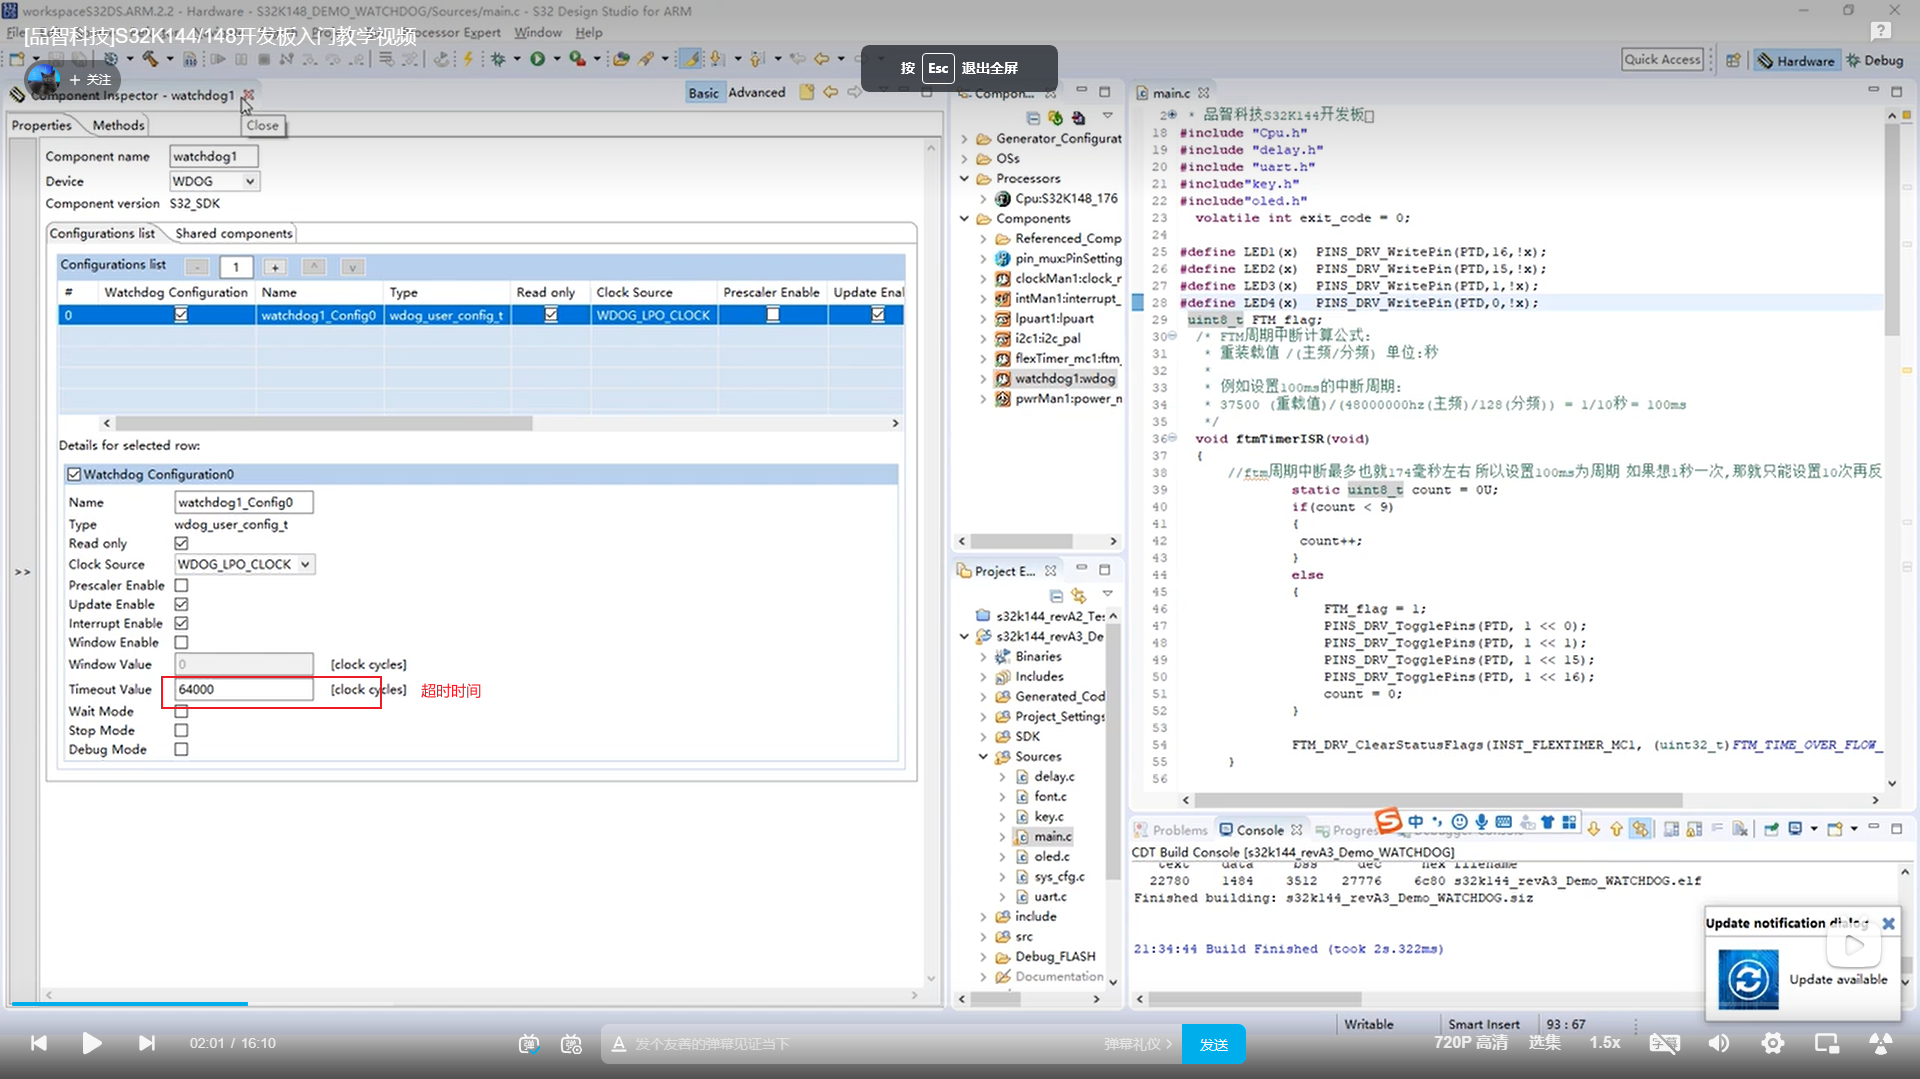 workspaceS32DS.ARM.2.2 - Hardware - S32K148_DEMO_WATCHDOG/Sources/main.c - S32 Design Studio for ARM
[品智科技]S32K144/148开发板入门教学视频
Processor Expert Window Help
+ 关注
按 Esc 退出全屏
Quick Access
Hardware
Debug
Component Inspector - watchdog1
Close
Basic Advanced
Properties
Methods
Component name watchdog1
Device WDOG
Component version S32_SDK
Configurations list
Shared components
Configurations list - 1 + ^ v
# Watchdog Configuration Name Type Read only Clock Source Prescaler Enable Update Enal
0 watchdog1_Config0 wdog_user_config_t WDOG_LPO_CLOCK
Details for selected row:
Watchdog Configuration0
Name watchdog1_Config0
Type wdog_user_config_t
Read only
Clock Source WDOG_LPO_CLOCK
Prescaler Enable
Update Enable
Interrupt Enable
Window Enable
Window Value 0 [clock cycles]
Timeout Value 64000 [clock cycles] 超时时间
Wait Mode
Stop Mode
Debug Mode
>>
Compon...
Generator_Configurat
OSs
Processors
Cpu:S32K148_176
Components
Referenced_Comp
pin_mux:PinSetting
clockMan1:clock_r
intMan1:interrupt_
lpuart1:lpuart
i2c1:i2c_pal
flexTimer_mc1:ftm_
watchdog1:wdog
pwrMan1:power_n
Project E...
s32k144_revA2_Te
s32k144_revA3_De
Binaries
Includes
Generated_Cod
Project_Settings
SDK
Sources
delay.c
font.c
key.c
main.c
oled.c
sys_cfg.c
uart.c
include
src
Debug_FLASH
Documentation
main.c
2 * 品智科技S32K144开发板
18 #include "Cpu.h"
19 #include "delay.h"
20 #include "uart.h"
21 #include"key.h"
22 #include"oled.h"
23 volatile int exit_code = 0;
24
25 #define LED1(x) PINS_DRV_WritePin(PTD,16,!x);
26 #define LED2(x) PINS_DRV_WritePin(PTD,15,!x);
27 #define LED3(x) PINS_DRV_WritePin(PTD,1,!x);
28 #define LED4(x) PINS_DRV_WritePin(PTD,0,!x);
29 uint8_t FTM_flag;
30 /* FTM周期中断计算公式:
31 * 重装载值 /(主频/分频) 单位:秒
32 *
33 * 例如设置100ms的中断周期:
34 * 37500 (重载值)/(48000000hz(主频)/128(分频)) = 1/10秒 = 100ms
35 */
36 void ftmTimerISR(void)
37 {
38 //ftm周期中断最多也就174毫秒左右 所以设置100ms为周期 如果想1秒一次,那就只能设置10次再反
39 static uint8_t count = 0U;
40 if(count < 9)
41 {
42 count++;
43 }
44 else
45 {
46 FTM_flag = 1;
47 PINS_DRV_TogglePins(PTD, 1 << 0);
48 PINS_DRV_TogglePins(PTD, 1 << 1);
49 PINS_DRV_TogglePins(PTD, 1 << 15);
50 PINS_DRV_TogglePins(PTD, 1 << 16);
51 count = 0;
52 }
53
54 FTM_DRV_ClearStatusFlags(INST_FLEXTIMER_MC1, (uint32_t)FTM_TIME_OVER_FLOW_
55 }
56
Problems
Console
Progres
中
CDT Build Console [s32k144_revA3_Demo_WATCHDOG]
text data bss dec hex filename
22780 1484 3512 27776 6c80 s32k144_revA3_Demo_WATCHDOG.elf
Finished building: s32k144_revA3_Demo_WATCHDOG.siz
21:34:44 Build Finished (took 2s.322ms)
Update notification dialog
Update available
Writable
Smart Insert
93 : 67
02:01 / 16:10
弹
弹
发个友善的弹幕见证当下
弹幕礼仪 >
发送
720P 高清
选集
1.5x
字幕